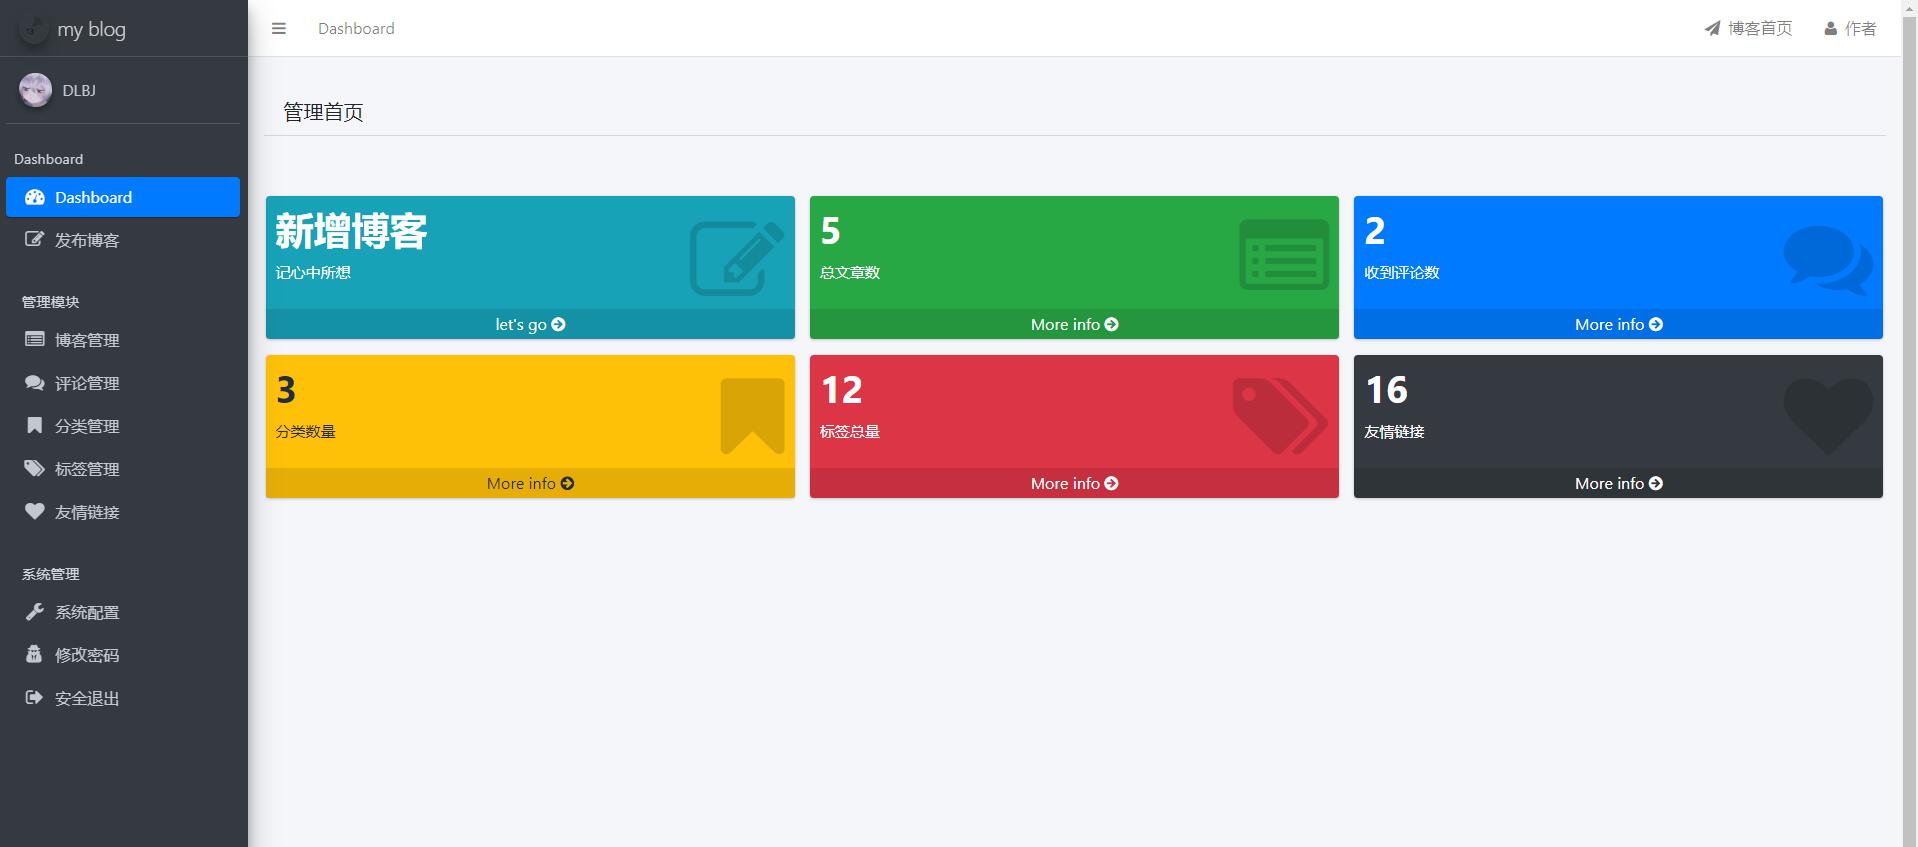 my blog
DLBJ
Dashboard
Dashboard
发布博客
管理模块
博客管理
评论管理
分类管理
标签管理
友情链接
系统管理
系统配置
修改密码
安全退出
Dashboard
博客首页
作者
管理首页
新增博客
记心中所想
let's go
5
总文章数
More info
2
收到评论数
More info
3
分类数量
More info
12
标签总量
More info
16
友情链接
More info